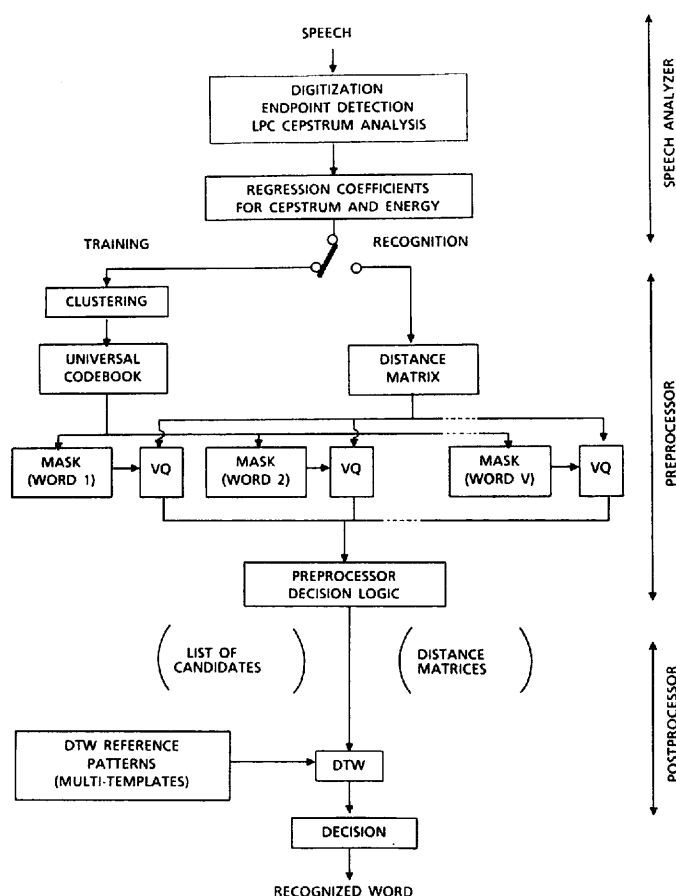 SPEECH
DIGITIZATION
ENDPOINT DETECTION
LPC CEPSTRUM ANALYSIS
REGRESSION COEFFICIENTS
FOR CEPSTRUM AND ENERGY
SPEECH ANALYZER
TRAINING
RECOGNITION
CLUSTERING
UNIVERSAL
CODEBOOK
DISTANCE
MATRIX
MASK
(WORD 1)
VQ
MASK
(WORD 2)
VQ
MASK
(WORD V)
VQ
PREPROCESSOR
PREPROCESSOR
DECISION LOGIC
LIST OF
CANDIDATES
DISTANCE
MATRICES
DTW REFERENCE
PATTERNS
(MULTI-TEMPLATES)
DTW
POSTPROCESSOR
DECISION
RECOGNIZED WORD